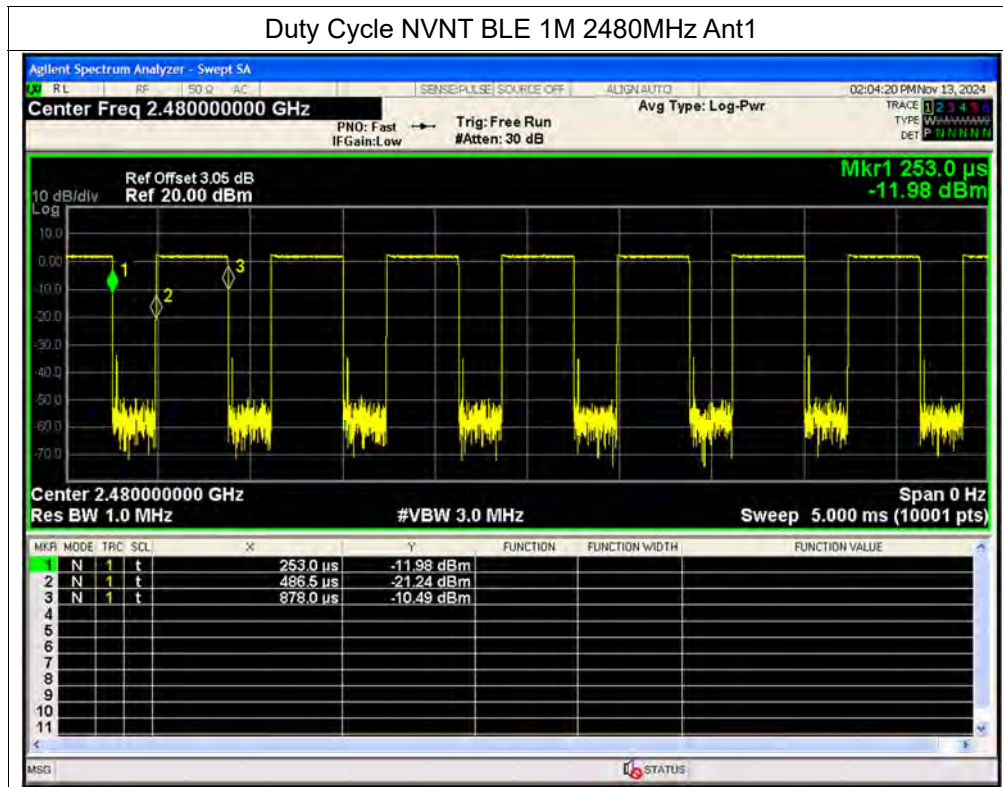 Duty Cycle NVNT BLE 1M 2480MHz Ant1
Agilent Spectrum Analyzer - Swept SA
RL RF 50 Ω AC SENSE:PULSE SOURCE OFF ALIGN AUTO 02:04:20 PM Nov 13, 2024
Center Freq 2.480000000 GHz Avg Type: Log-Pwr TRACE 1 2 3 4 5 6
PNO: Fast Trig: Free Run TYPE W
IFGain:Low #Atten: 30 dB DET P N N N N N
Mkr1 253.0 µs
-11.98 dBm
Ref Offset 3.05 dB
10 dB/div Ref 20.00 dBm
Log
10.0
0.00
-10.0
-20.0
-30.0
-40.0
-50.0
-60.0
-70.0
1
2
3
Center 2.480000000 GHz Span 0 Hz
Res BW 1.0 MHz #VBW 3.0 MHz Sweep 5.000 ms (10001 pts)
MKR MODE TRC SCL X Y FUNCTION FUNCTION WIDTH FUNCTION VALUE
1 N 1 t 253.0 µs -11.98 dBm
2 N 1 t 486.5 µs -21.24 dBm
3 N 1 t 878.0 µs -10.49 dBm
4
5
6
7
8
9
10
11
MSG STATUS